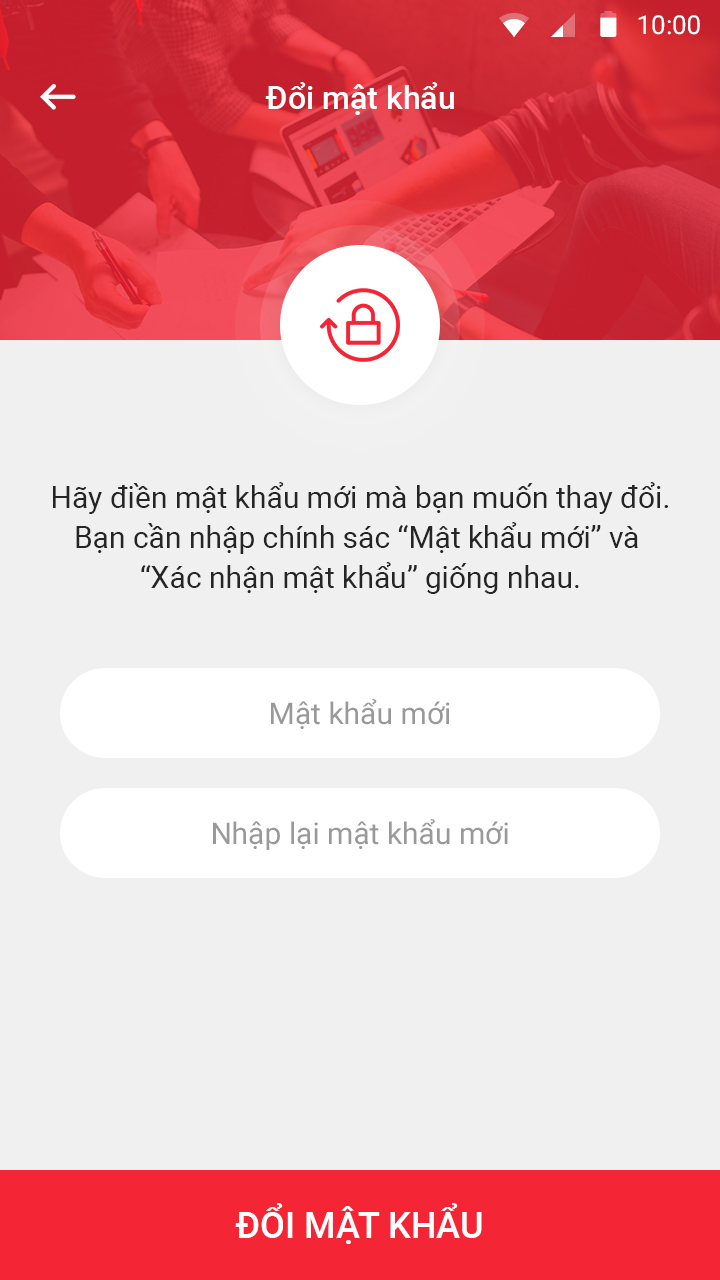 10:00
Đổi mật khẩu
Hãy điền mật khẩu mới mà bạn muốn thay đổi.
Bạn cần nhập chính sác “Mật khẩu mới” và
“Xác nhận mật khẩu” giống nhau.
Mật khẩu mới
Nhập lại mật khẩu mới
ĐỔI MẬT KHẨU